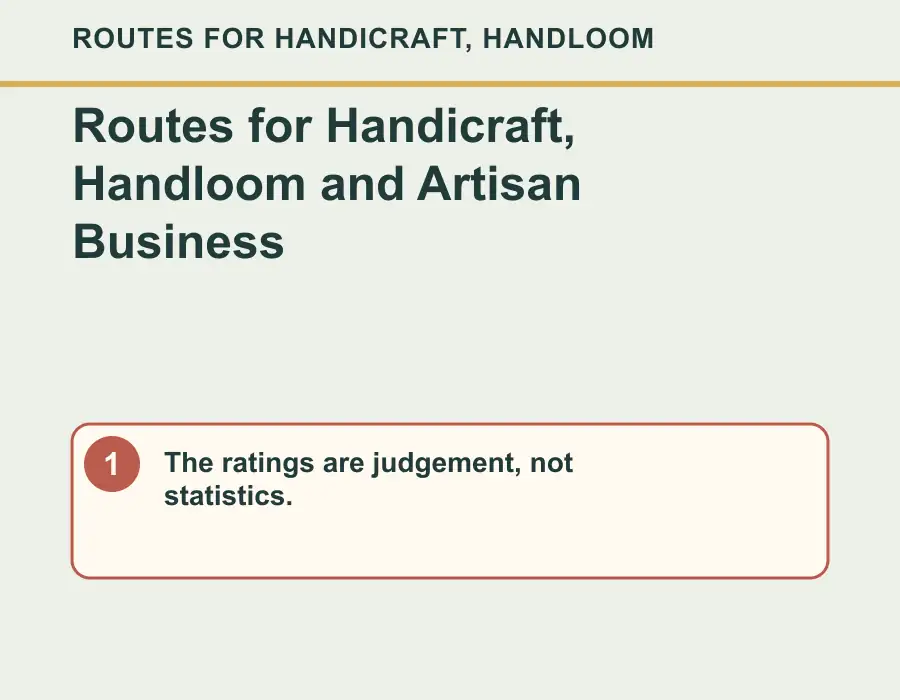 ROUTES FOR HANDICRAFT, HANDLOOM
Routes for Handicraft,
Handloom and Artisan
Business
1
The ratings are judgement, not
statistics.